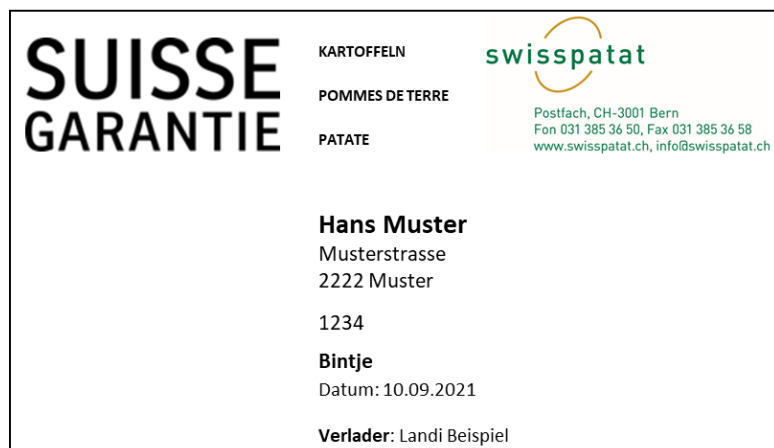 SUISSE
GARANTIE
KARTOFFELN
POMMES DE TERRE
PATATE
swisspatat
Postfach, CH-3001 Bern
Fon 031 385 36 50, Fax 031 385 36 58
www.swisspatat.ch, info@swisspatat.ch
Hans Muster
Musterstrasse
2222 Muster
1234
Bintje
Datum: 10.09.2021
Verlader: Landi Beispiel